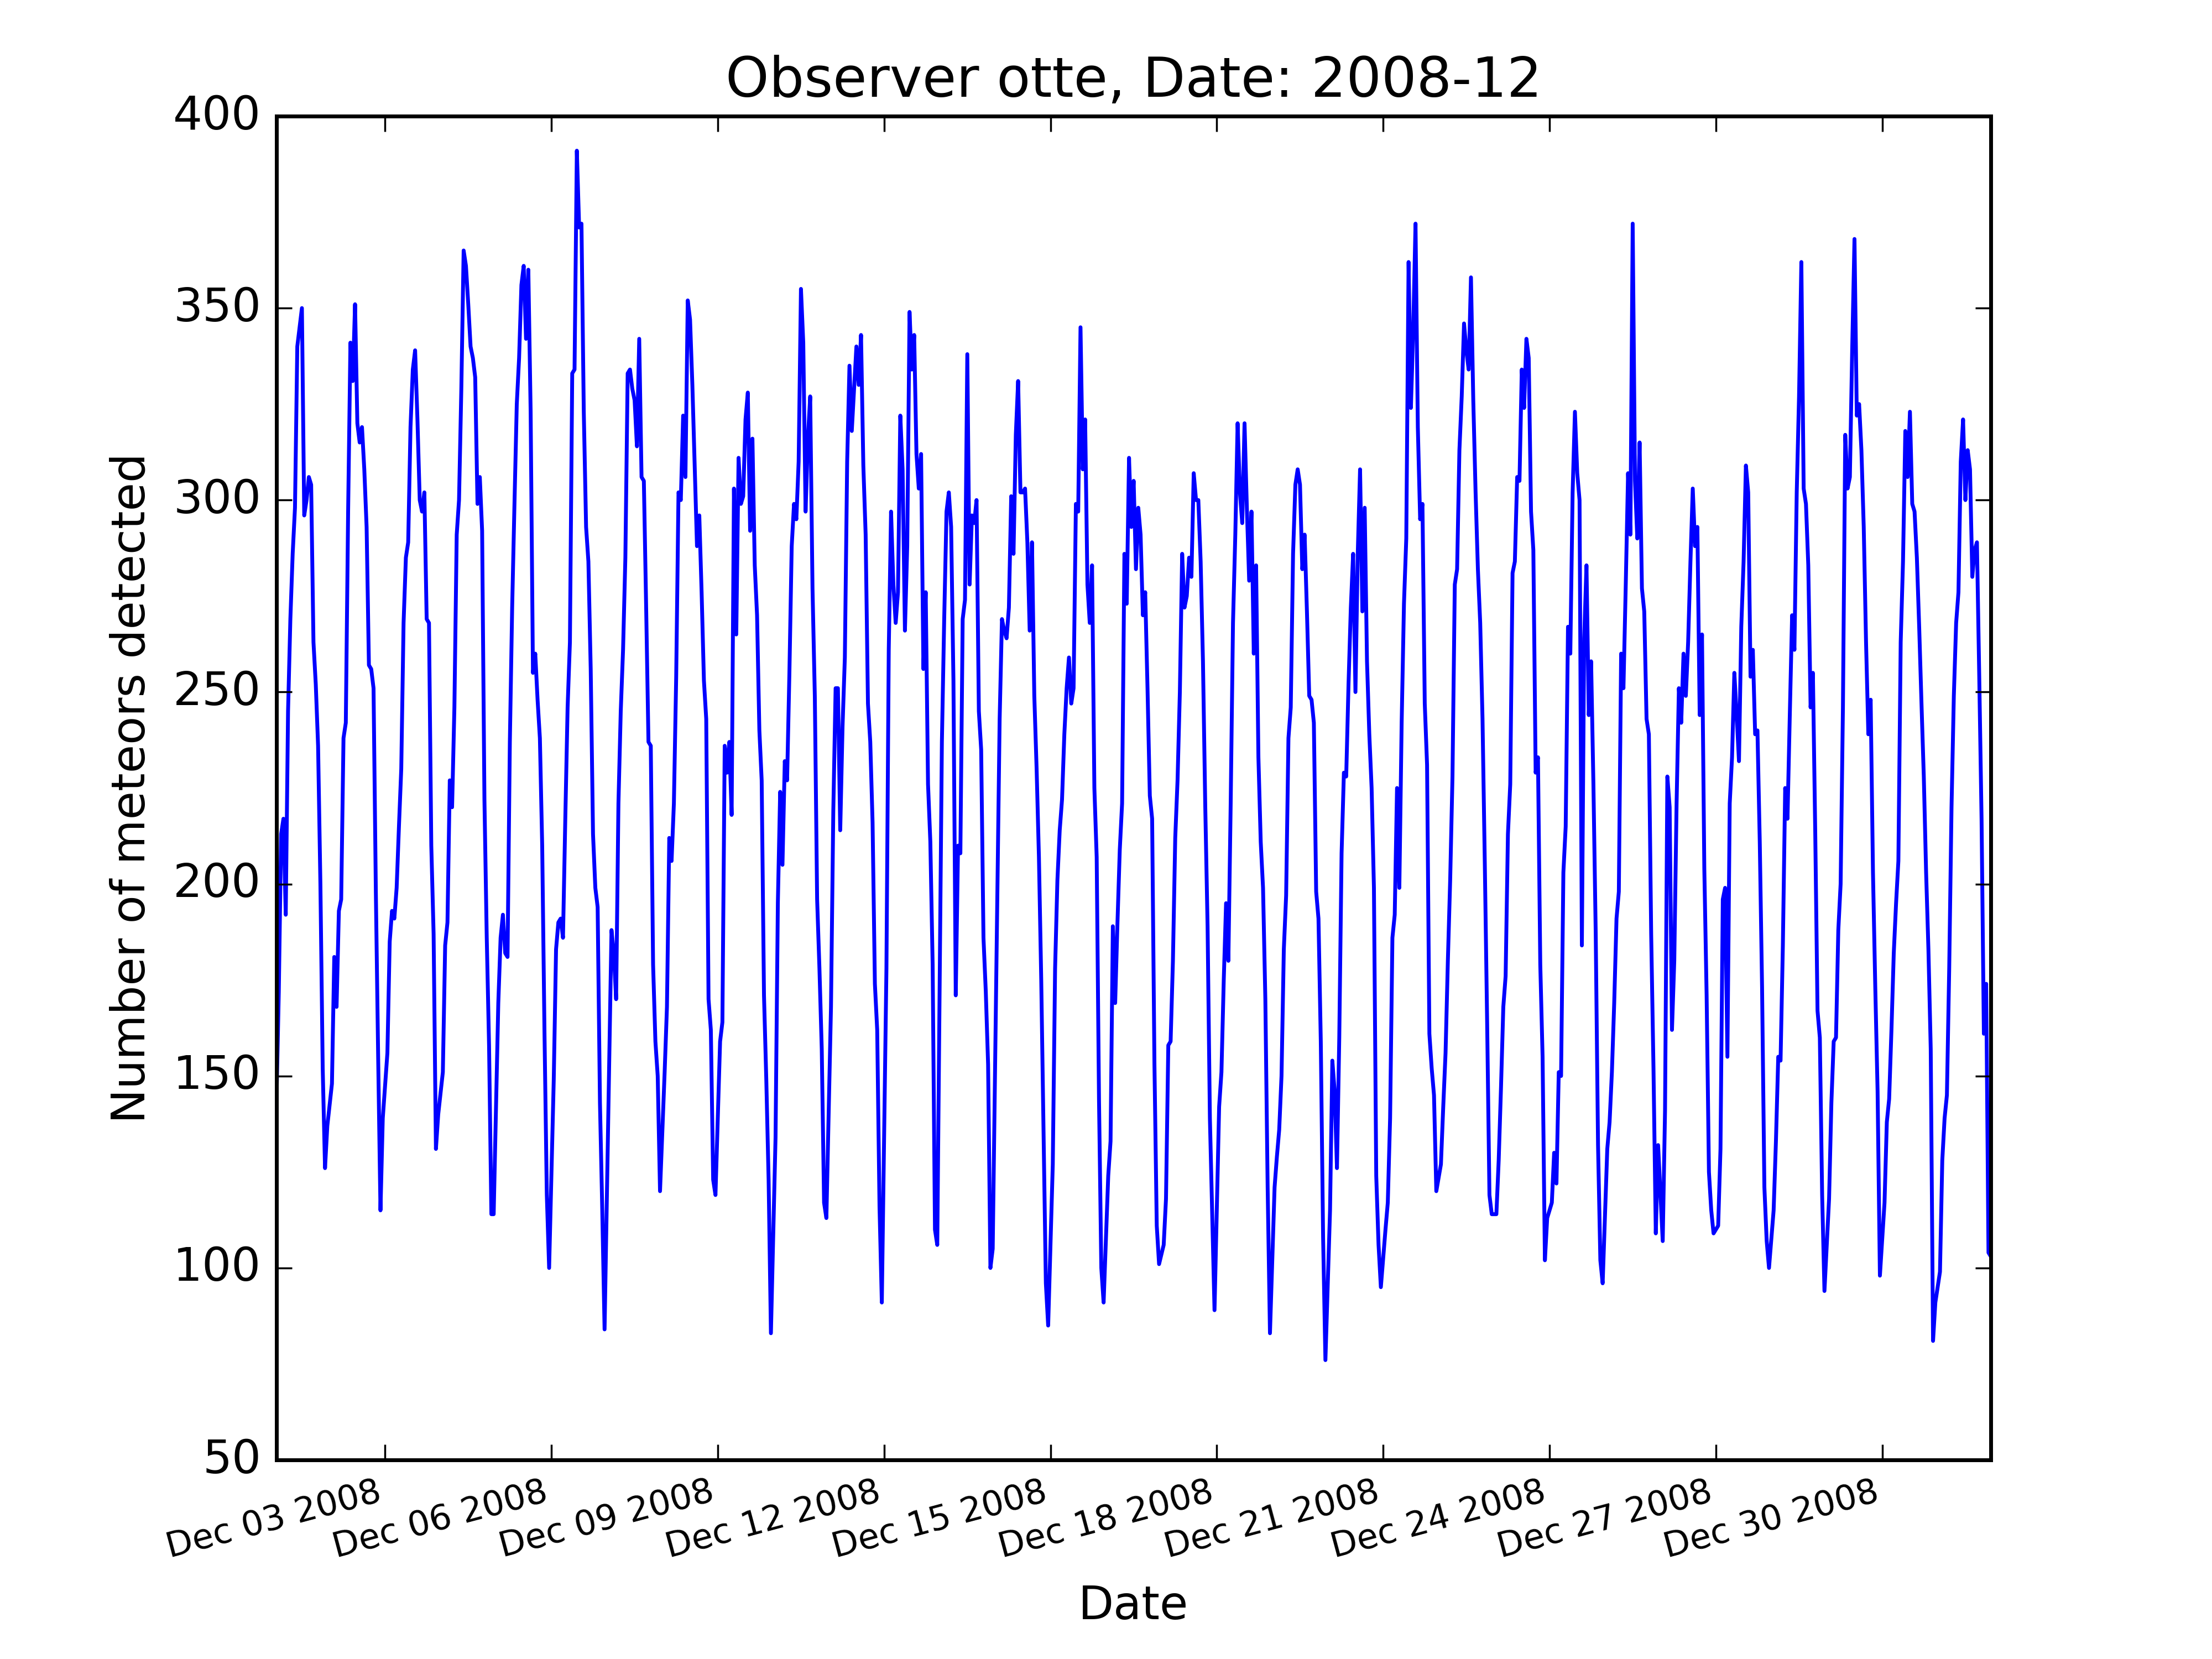 Observer otte, Date: 2008-12
400
350
300
250
200
150
100
50
Number of meteors detected
Dec 03 2008
Dec 06 2008
Dec 09 2008
Dec 12 2008
Dec 15 2008
Dec 18 2008
Dec 21 2008
Dec 24 2008
Dec 27 2008
Dec 30 2008
Date